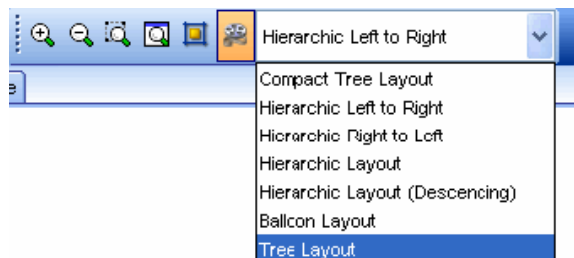 Hierarchic Left to Right
e
Compact Tree Layout
Hierarchic Left to Right
Hierarchic Right to Left
Hierarchic Layout
Hierarchic Layout (Descencing)
Ballcon Layout
Tree Layout